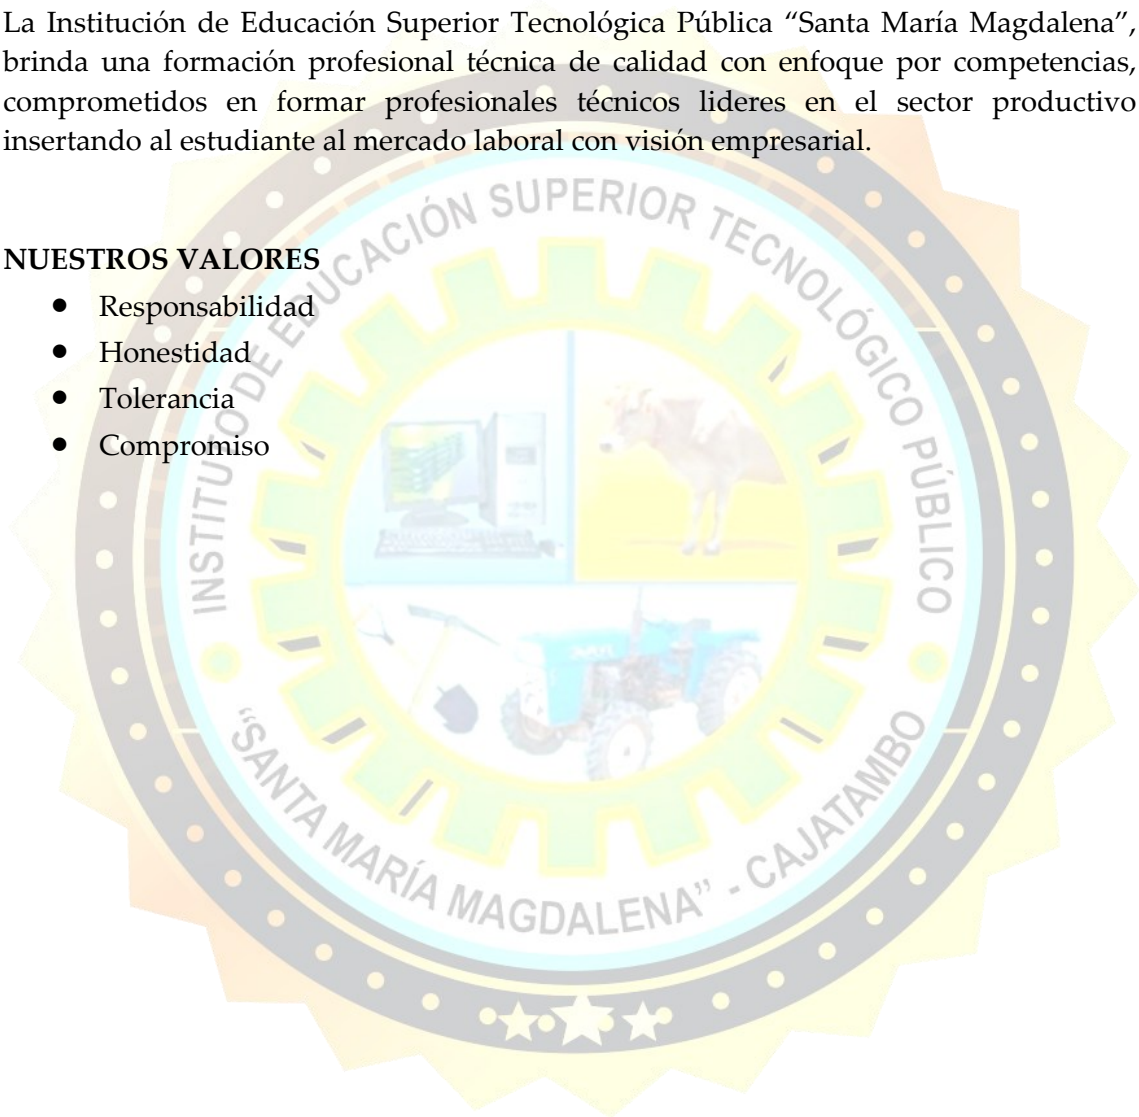 La Institución de Educación Superior Tecnológica Pública “Santa María Magdalena”,
brinda una formación profesional técnica de calidad con enfoque por competencias,
comprometidos en formar profesionales técnicos lideres en el sector productivo
insertando al estudiante al mercado laboral con visión empresarial.
NUESTROS VALORES
● Responsabilidad
● Honestidad
● Tolerancia
● Compromiso
INSTITUTO DE EDUCACIÓN SUPERIOR TECNOLÓGICO PÚBLICO
“SANTA MARÍA MAGDALENA” - CAJATAMBO